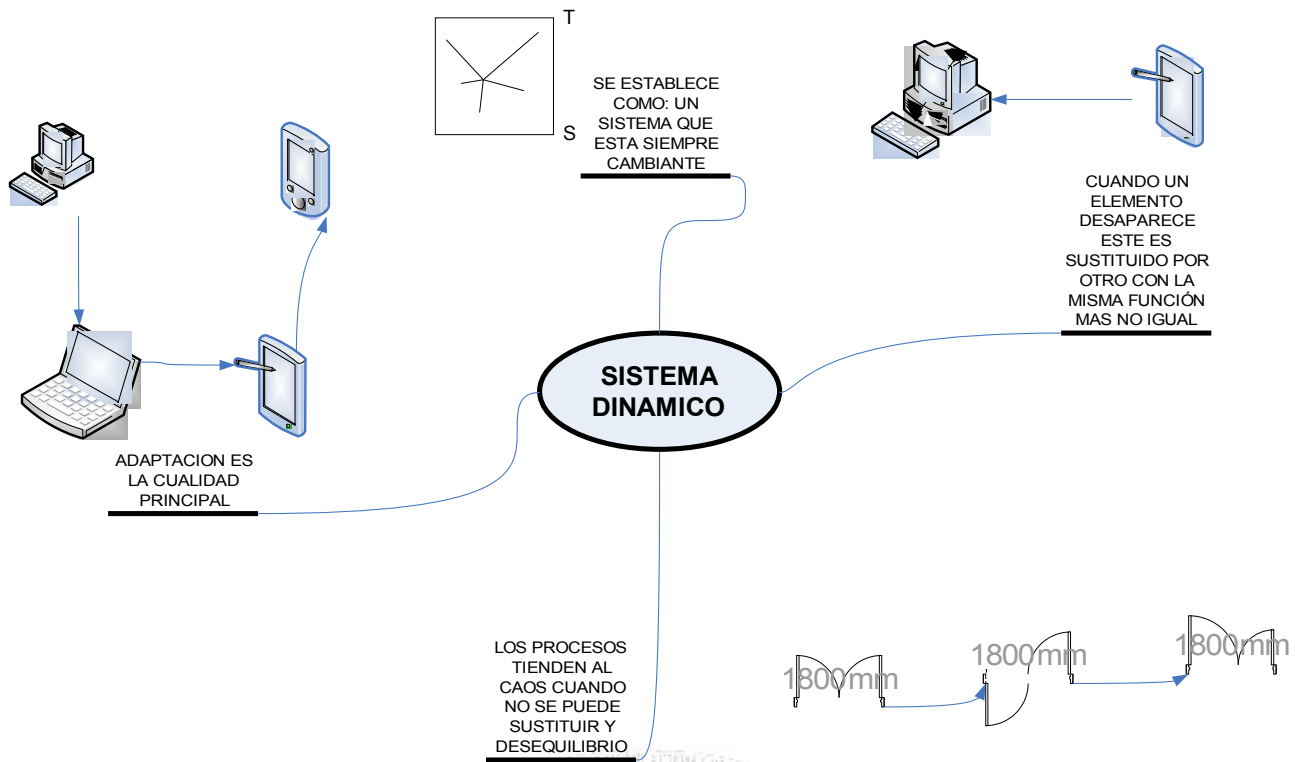 T
S
SE ESTABLECE
COMO: UN
SISTEMA QUE
ESTA SIEMPRE
CAMBIANTE
CUANDO UN
ELEMENTO
DESAPARECE
ESTE ES
SUSTITUIDO POR
OTRO CON LA
MISMA FUNCIÓN
MAS NO IGUAL
SISTEMA
DINAMICO
ADAPTACION ES
LA CUALIDAD
PRINCIPAL
LOS PROCESOS
TIENDEN AL
CAOS CUANDO
NO SE PUEDE
SUSTITUIR Y
DESEQUILIBRIO
1800mm
1800mm
1800mm